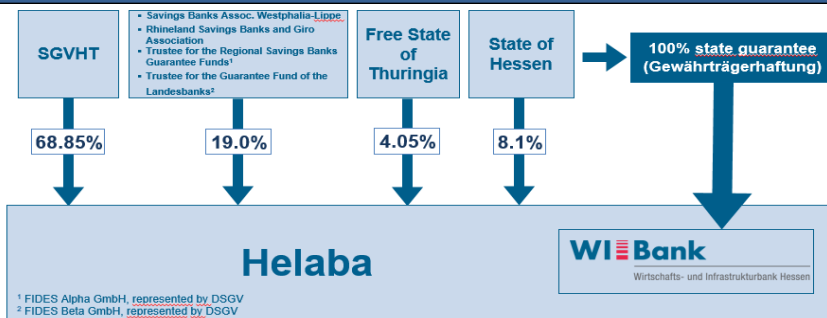 SGVHT
▪ Savings Banks Assoc. Westphalia-Lippe
▪ Rhineland Savings Banks and Giro
Association
▪ Trustee for the Regional Savings Banks
Guarantee Funds¹
▪ Trustee for the Guarantee Fund of the
Landesbanks²
Free State
of
Thuringia
State of
Hessen
100% state guarantee
(Gewährträgerhaftung)
68.85%
19.0%
4.05%
8.1%
Helaba
WIBank
Wirtschafts- und Infrastrukturbank Hessen
¹ FIDES Alpha GmbH, represented by DSGV
² FIDES Beta GmbH, represented by DSGV